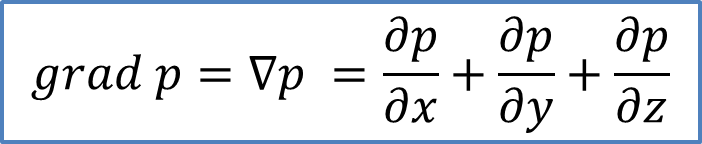 grad p = ∇p = ∂p/∂x + ∂p/∂y + ∂p/∂z